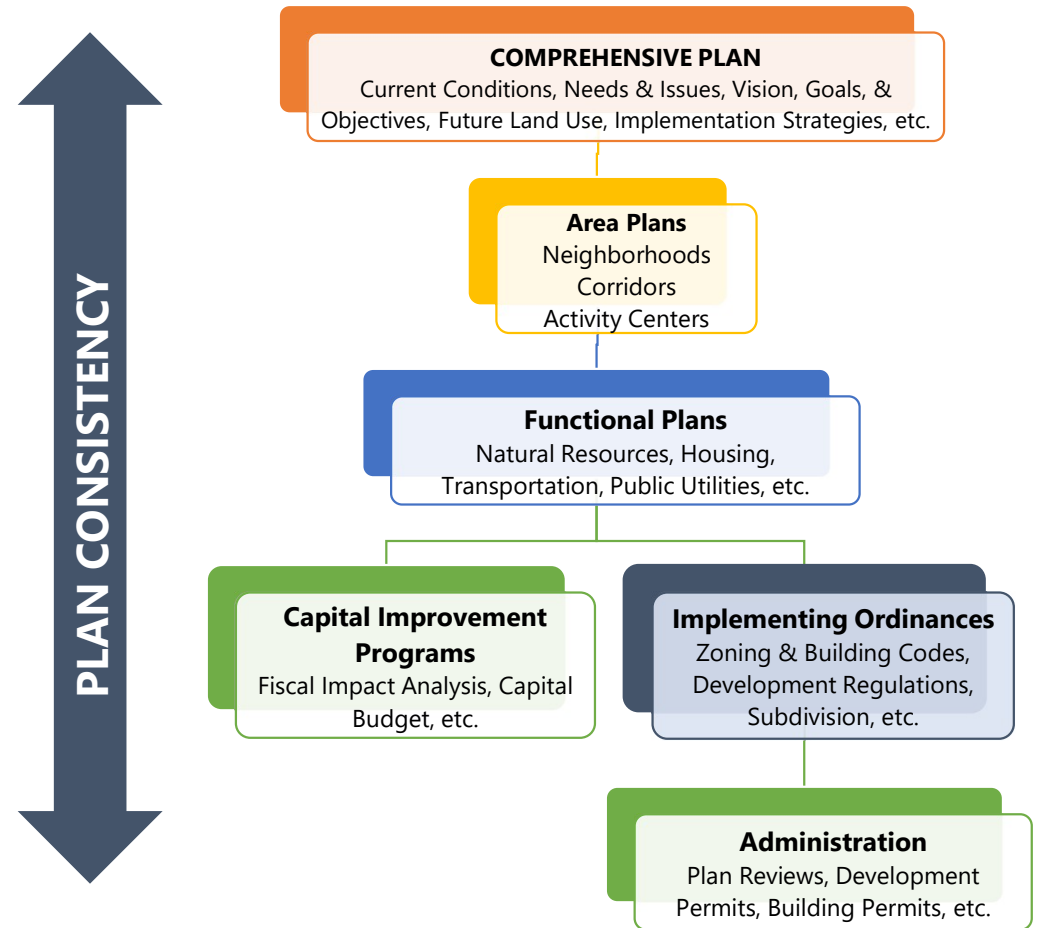 PLAN CONSISTENCY
COMPREHENSIVE PLAN
Current Conditions, Needs & Issues, Vision, Goals, &
Objectives, Future Land Use, Implementation Strategies, etc.
Area Plans
Neighborhoods
Corridors
Activity Centers
Functional Plans
Natural Resources, Housing,
Transportation, Public Utilities, etc.
Capital Improvement
Programs
Fiscal Impact Analysis, Capital
Budget, etc.
Implementing Ordinances
Zoning & Building Codes,
Development Regulations,
Subdivision, etc.
Administration
Plan Reviews, Development
Permits, Building Permits, etc.